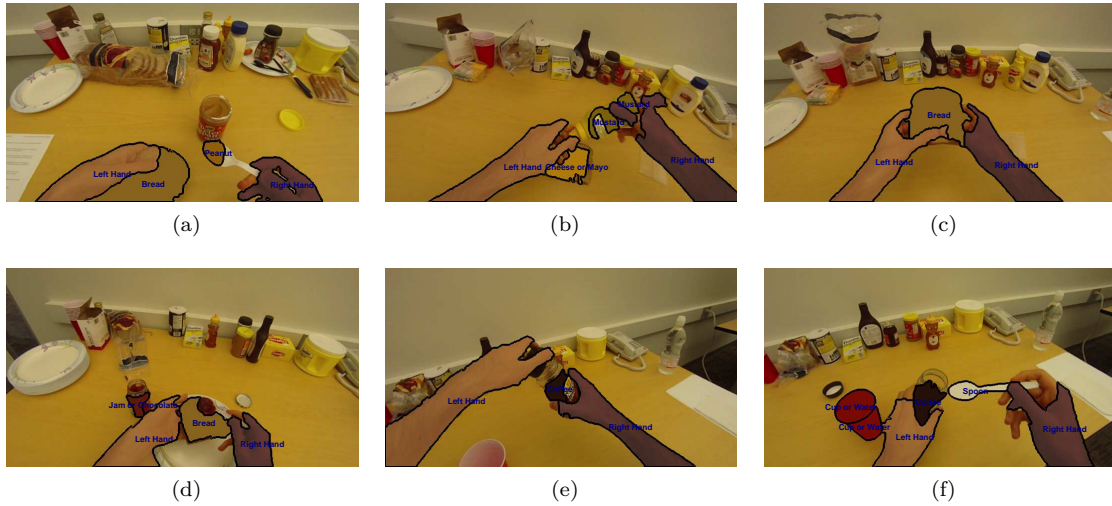 Peanut
Left Hand
Bread
Right Hand
(a)
Mustard
Mustard
Left Hand
Cheese or Mayo
Right Hand
(b)
Bread
Left Hand
Right Hand
(c)
Jam or Chocolate
Bread
Left Hand
Right Hand
(d)
Left Hand
Right Hand
(e)
Spoon
Cup or Water
Cup or Water
Left Hand
Right Hand
(f)